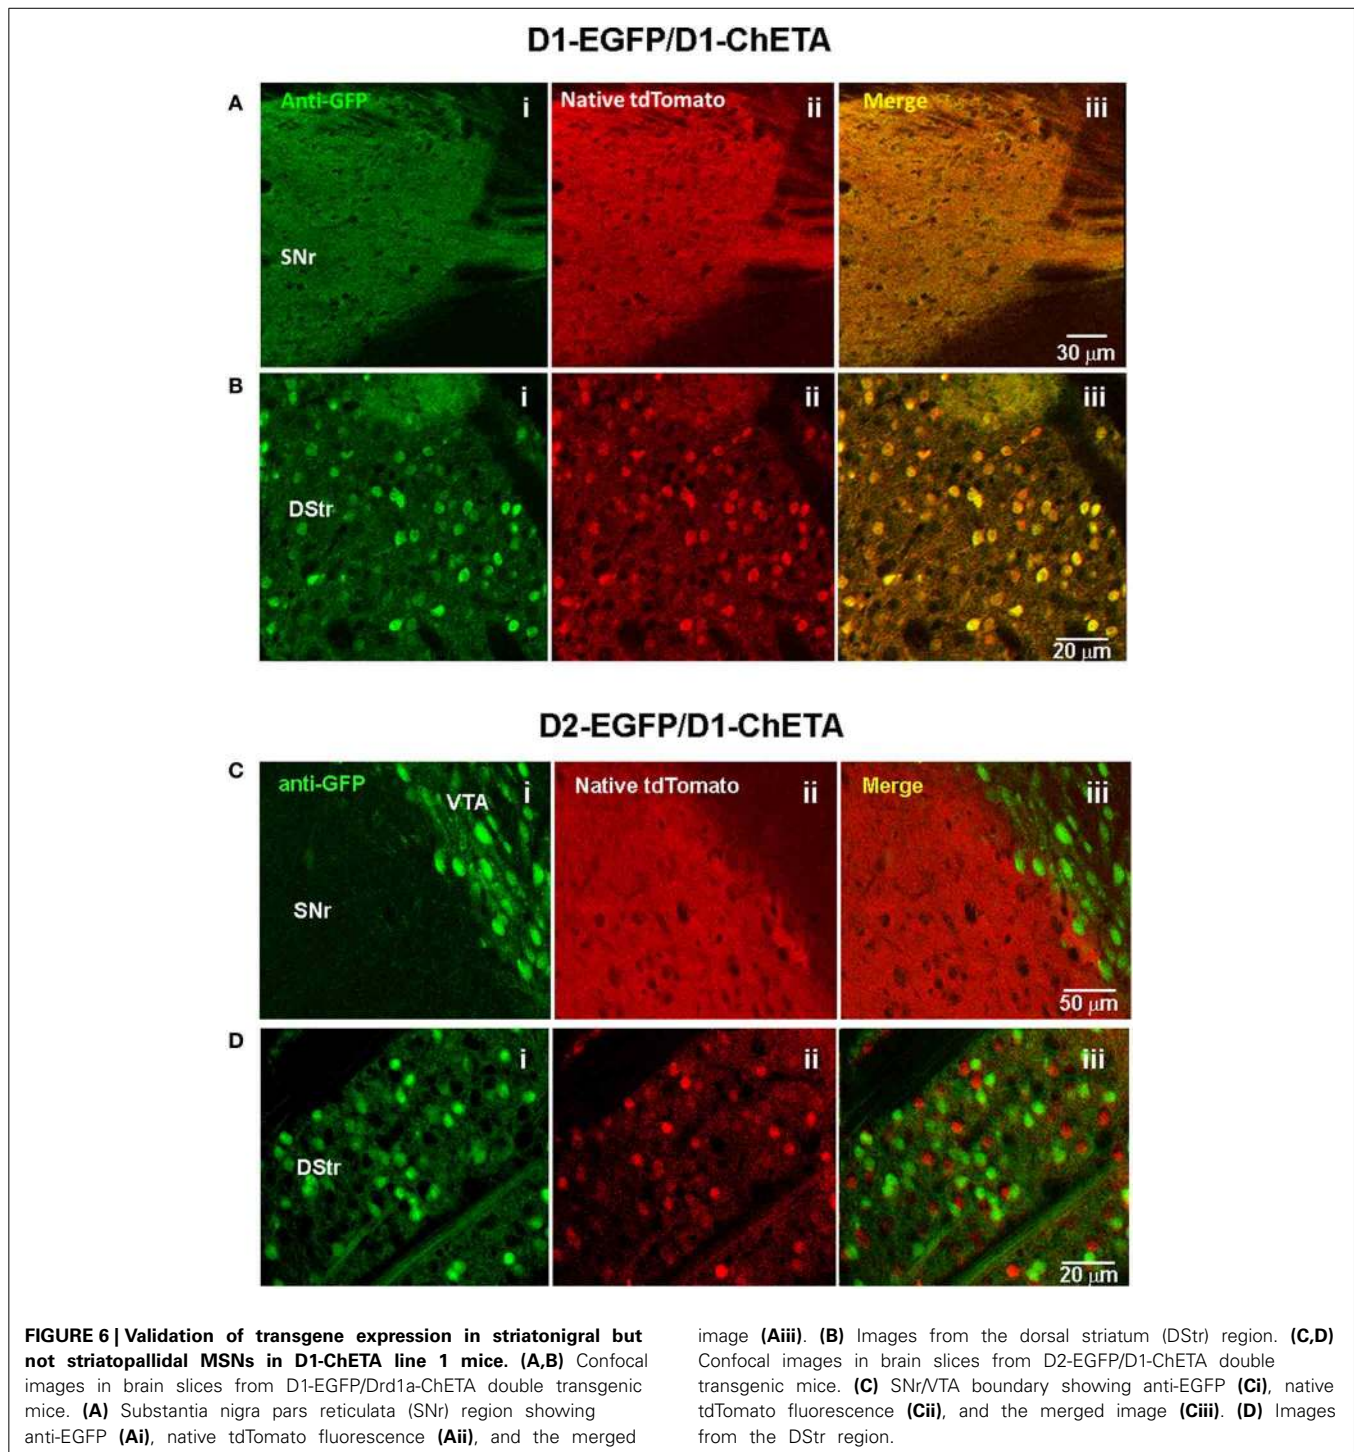 D1-EGFP/D1-ChETA
A
Anti-GFP
i
Native tdTomato
ii
Merge
iii
SNr
30 μm
B
i
ii
iii
DStr
20 μm
D2-EGFP/D1-ChETA
C
anti-GFP
i
VTA
Native tdTomato
ii
Merge
iii
SNr
50 μm
D
i
ii
iii
DStr
20 μm
FIGURE 6 | Validation of transgene expression in striatonigral but
not striatopallidal MSNs in D1-ChETA line 1 mice. (A,B) Confocal
images in brain slices from D1-EGFP/Drd1a-ChETA double transgenic
mice. (A) Substantia nigra pars reticulata (SNr) region showing
anti-EGFP (Ai), native tdTomato fluorescence (Aii), and the merged
image (Aiii). (B) Images from the dorsal striatum (DStr) region. (C,D)
Confocal images in brain slices from D2-EGFP/D1-ChETA double
transgenic mice. (C) SNr/VTA boundary showing anti-EGFP (Ci), native
tdTomato fluorescence (Cii), and the merged image (Ciii). (D) Images
from the DStr region.